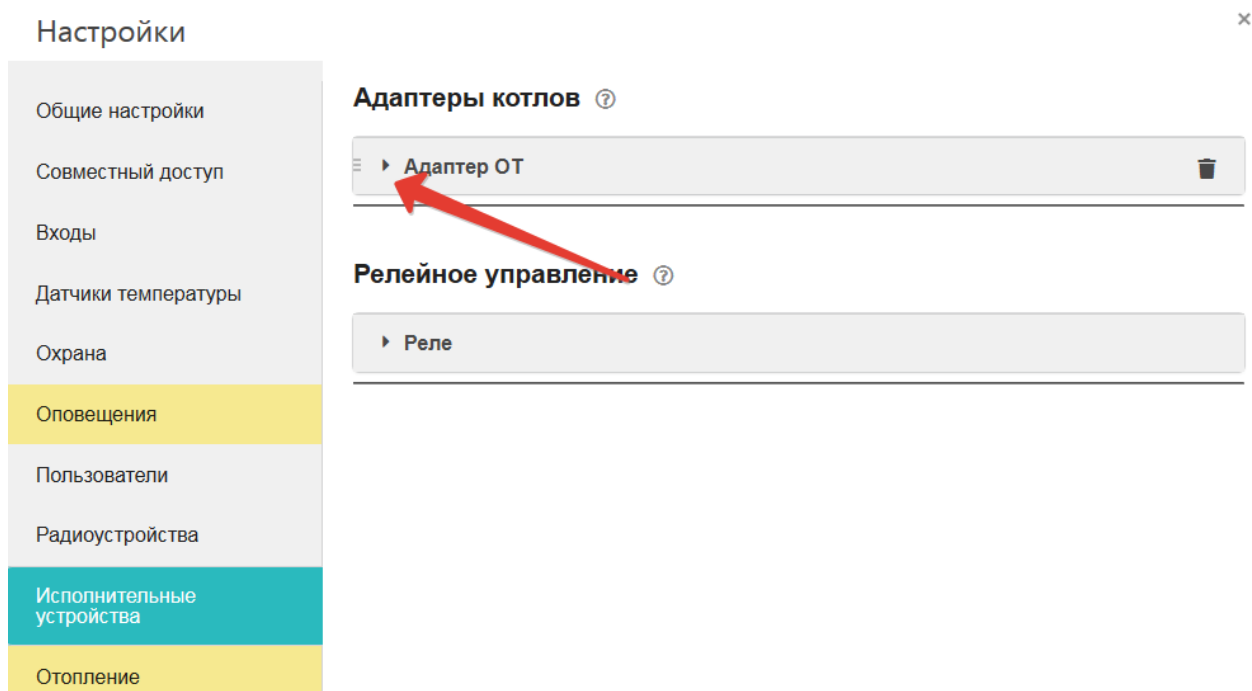 Настройки
Общие настройки
Совместный доступ
Входы
Датчики температуры
Охрана
Оповещения
Пользователи
Радиоустройства
Исполнительные
устройства
Отопление
Адаптеры котлов
Адаптер ОТ
Релейное управление
Реле